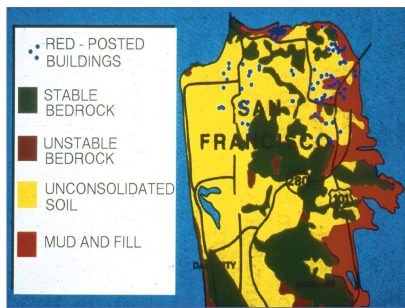 RED - POSTED
BUILDINGS
STABLE
BEDROCK
UNSTABLE
BEDROCK
UNCONSOLIDATED
SOIL
MUD AND FILL
SAN
FRANCISCO
280
101